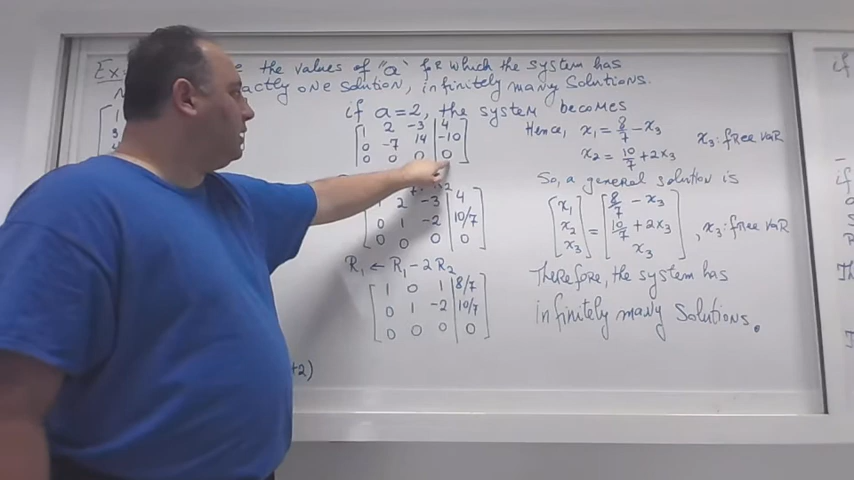 Ex the values of "a" for which the system has
exactly one solution, infinitely many Solutions.
if a=2, the system becomes
1 2 -3 | 4
0 -7 14 | -10
0 0 0 | 0
1 2 -3 | 4
0 1 -2 | 10/7
0 0 0 | 0
R₁ ← R₁ - 2R₂
1 0 1 | 8/7
0 1 -2 | 10/7
0 0 0 | 0
+2)
Hence, x₁ = 8/7 - x₃
x₂ = 10/7 + 2x₃
x₃: free vaR
So, a general solution is
[x₁ x₂ x₃] = [8/7 - x₃ 10/7 + 2x₃ x₃], x₃: free vaR
Therefore, the system has
infinitely many Solutions.
if